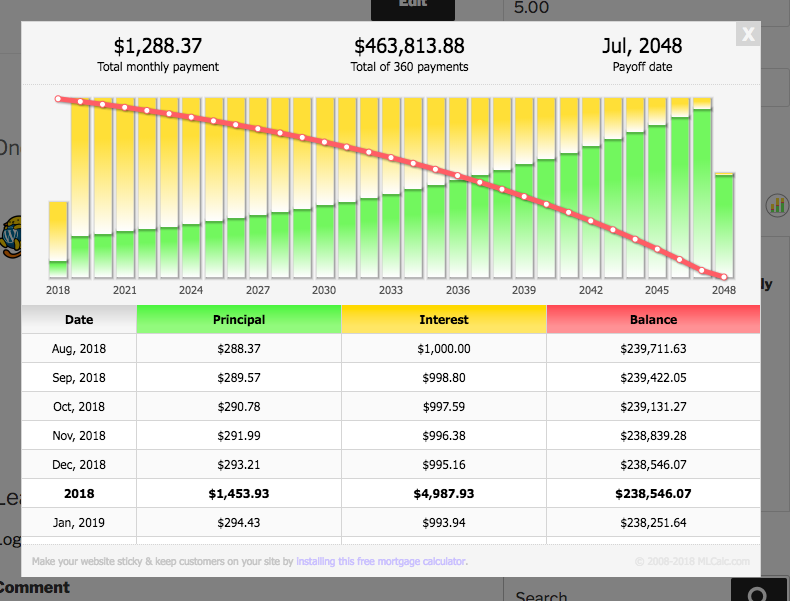 Edit
5.00
X
$1,288.37 $463,813.88 Jul, 2048
Total monthly payment Total of 360 payments Payoff date
2018 2021 2024 2027 2030 2033 2036 2039 2042 2045 2048
Date Principal Interest Balance
Aug, 2018 $288.37 $1,000.00 $239,711.63
Sep, 2018 $289.57 $998.80 $239,422.05
Oct, 2018 $290.78 $997.59 $239,131.27
Nov, 2018 $291.99 $996.38 $238,839.28
Dec, 2018 $293.21 $995.16 $238,546.07
2018 $1,453.93 $4,987.93 $238,546.07
Jan, 2019 $294.43 $993.94 $238,251.64
Make your website sticky & keep customers on your site by installing this free mortgage calculator. © 2008-2018 MLCalc.com
Comment
Search